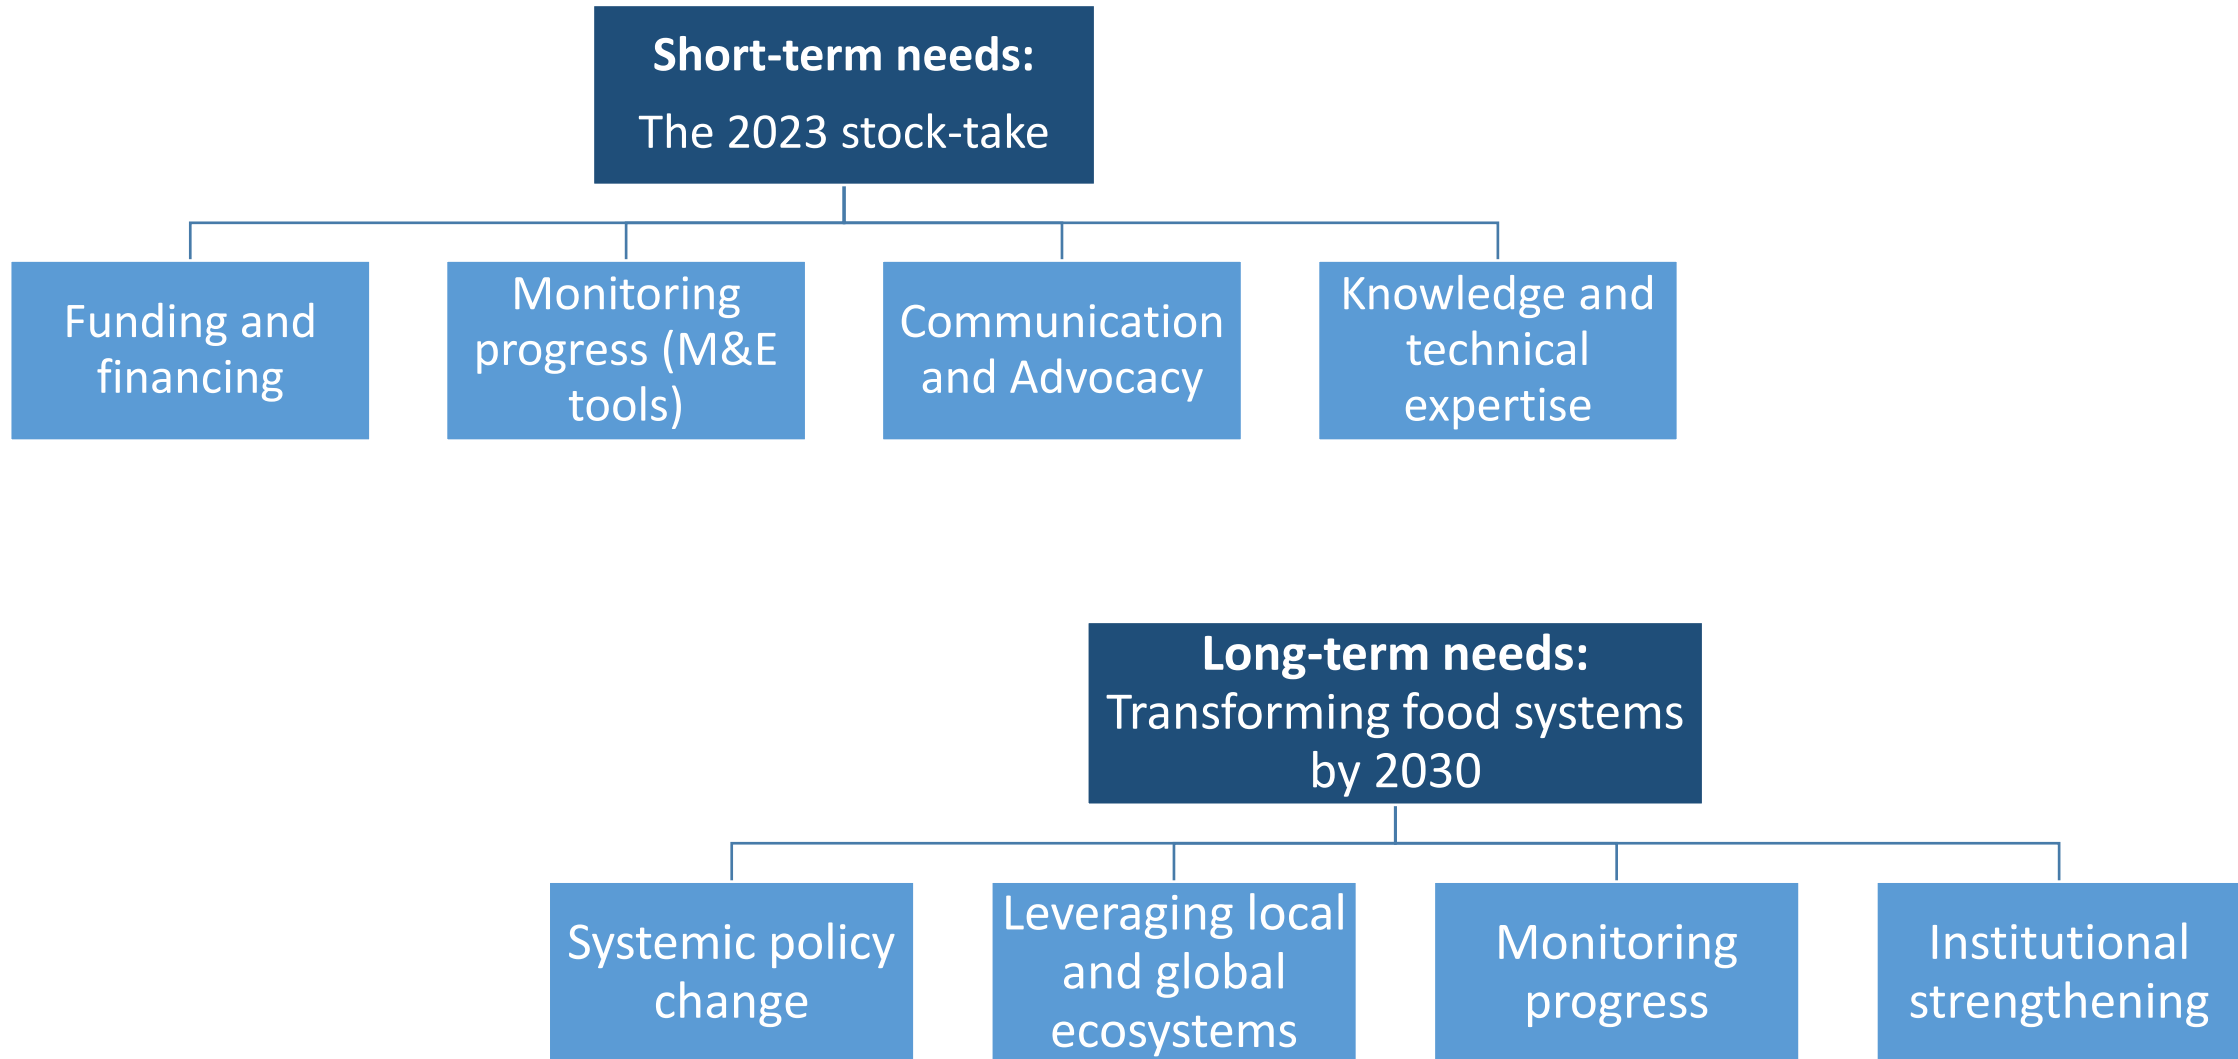 Short-term needs:
The 2023 stock-take
Funding and
financing
Monitoring
progress (M&E
tools)
Communication
and Advocacy
Knowledge and
technical
expertise
Long-term needs:
Transforming food systems
by 2030
Systemic policy
change
Leveraging local
and global
ecosystems
Monitoring
progress
Institutional
strengthening